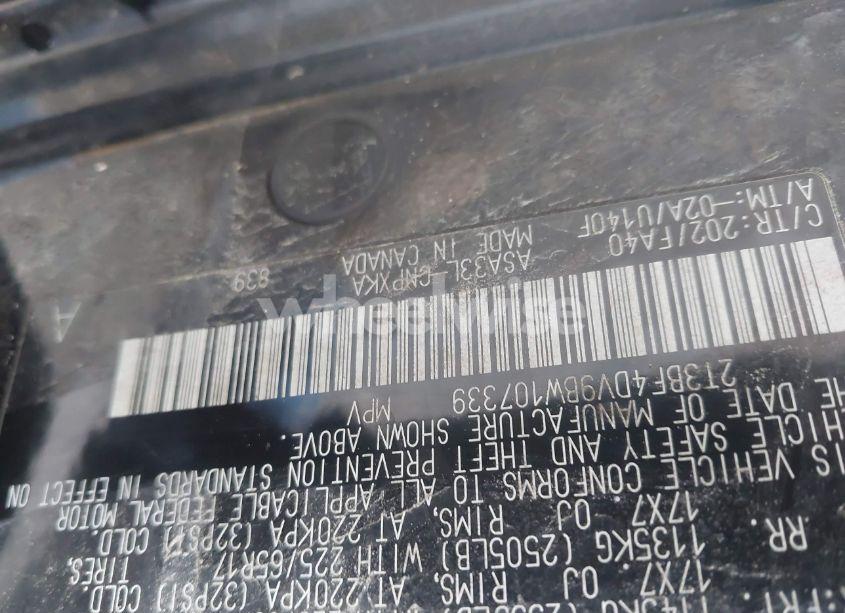 17X7. 0J RIMS, AT 220KPA (32PSI) COLD.
RR. 1135KG (2505LB) WITH 225/65R17 TIRES,
17X7 0J RIMS, AT 220KPA (32PSI) COLD.
VEHICLE CONFORMS TO ALL APPLICABLE FEDERAL MOTOR
VEHICLE SAFETY AND THEFT PREVENTION STANDARDS IN EFFECT ON
THE DATE OF MANUFACTURE SHOWN ABOVE.
2T3BF4DV9BW107339 MPV
C/TR:202/FA40 ASA33L-GNPXKA 839
A/TM:-02A/U140F MADE IN CANADA
A
wheelwise